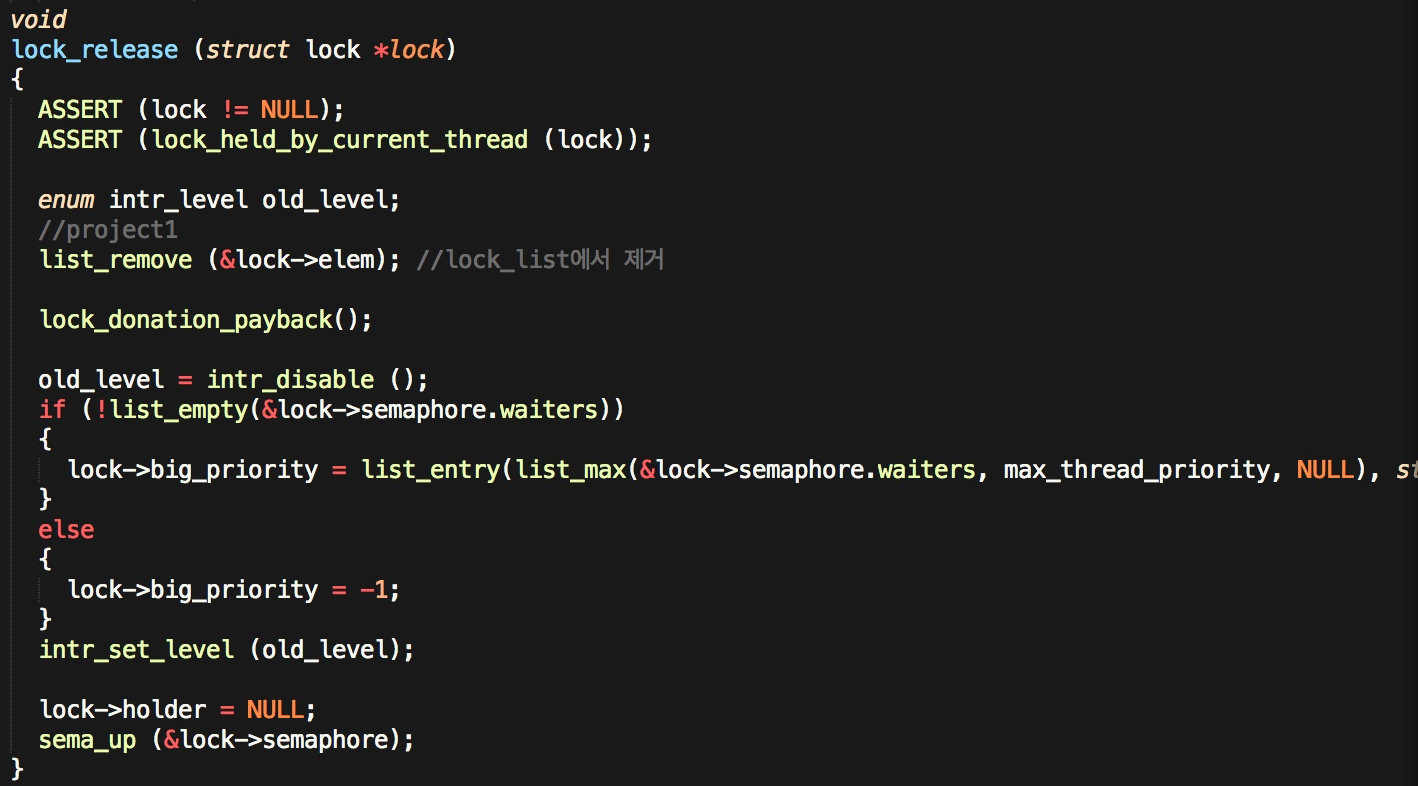 void
lock_release (struct lock *lock)
{
  ASSERT (lock != NULL);
  ASSERT (lock_held_by_current_thread (lock));

  enum intr_level old_level;
  //project1
  list_remove (&lock->elem); //lock_list에서 제거

  lock_donation_payback();

  old_level = intr_disable ();
  if (!list_empty(&lock->semaphore.waiters))
  {
    lock->big_priority = list_entry(list_max(&lock->semaphore.waiters, max_thread_priority, NULL), st
  }
  else
  {
    lock->big_priority = -1;
  }
  intr_set_level (old_level);

  lock->holder = NULL;
  sema_up (&lock->semaphore);
}